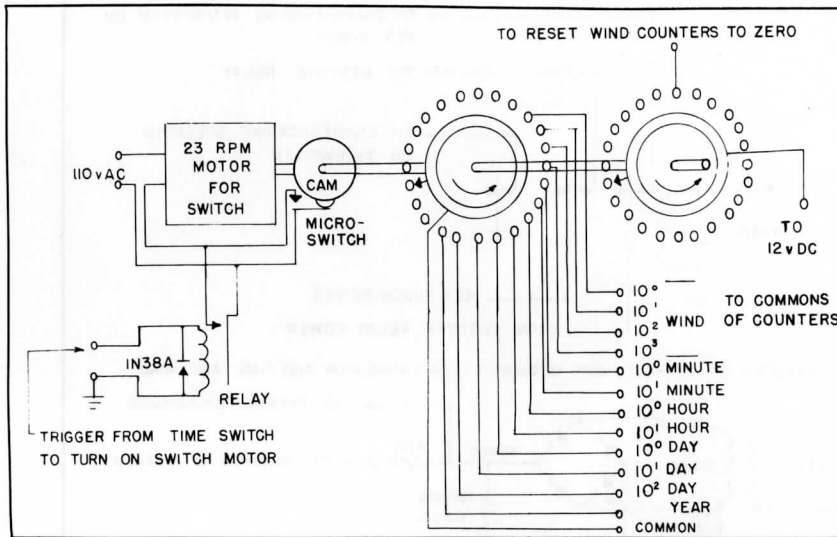 TO RESET WIND COUNTERS TO ZERO
23 RPM
MOTOR
FOR
SWITCH
110 v AC
CAM
MICRO-
SWITCH
TO
12 v DC
10⁰
10¹
10²
10³
WIND
TO COMMONS
OF COUNTERS
10⁰ MINUTE
10¹ MINUTE
10⁰ HOUR
10¹ HOUR
10⁰ DAY
10¹ DAY
10² DAY
YEAR
COMMON
1N38A
RELAY
TRIGGER FROM TIME SWITCH
TO TURN ON SWITCH MOTOR